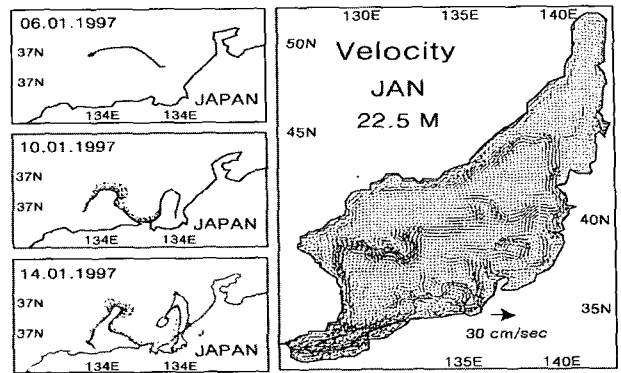 06.01.1997
37N
37N
134E 134E
JAPAN
10.01.1997
37N
37N
134E 134E
JAPAN
14.01.1997
37N
37N
134E 134E
JAPAN
130E 135E 140E
50N
Velocity
JAN
22.5 M
45N
40N
35N
30 cm/sec
135E 140E